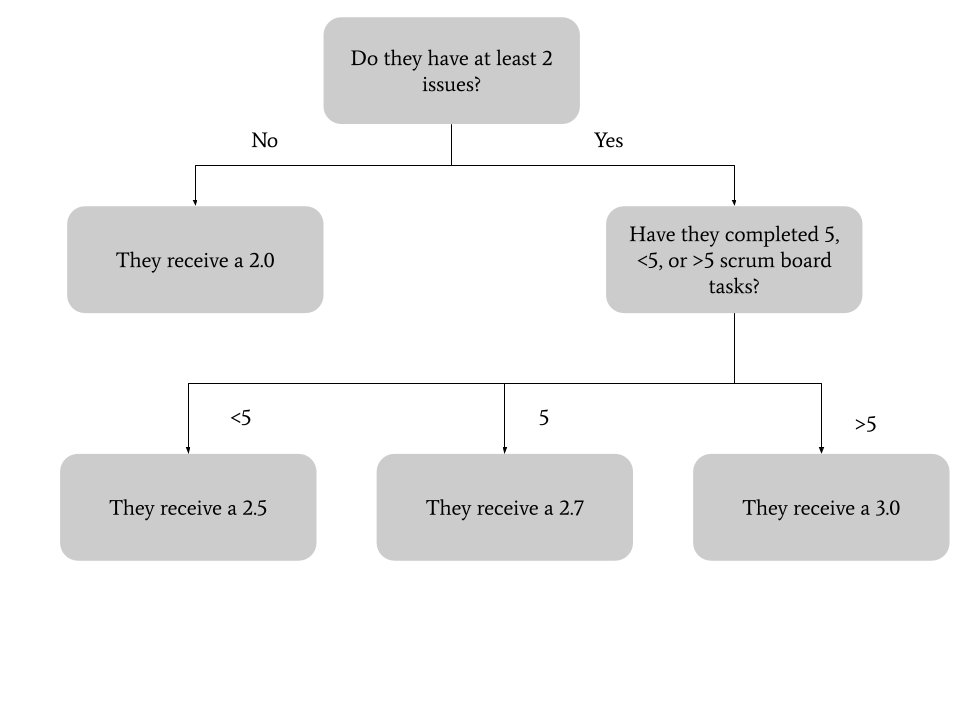 Do they have at least 2
issues?
No
Yes
They receive a 2.0
Have they completed 5,
<5, or >5 scrum board
tasks?
<5
5
>5
They receive a 2.5
They receive a 2.7
They receive a 3.0